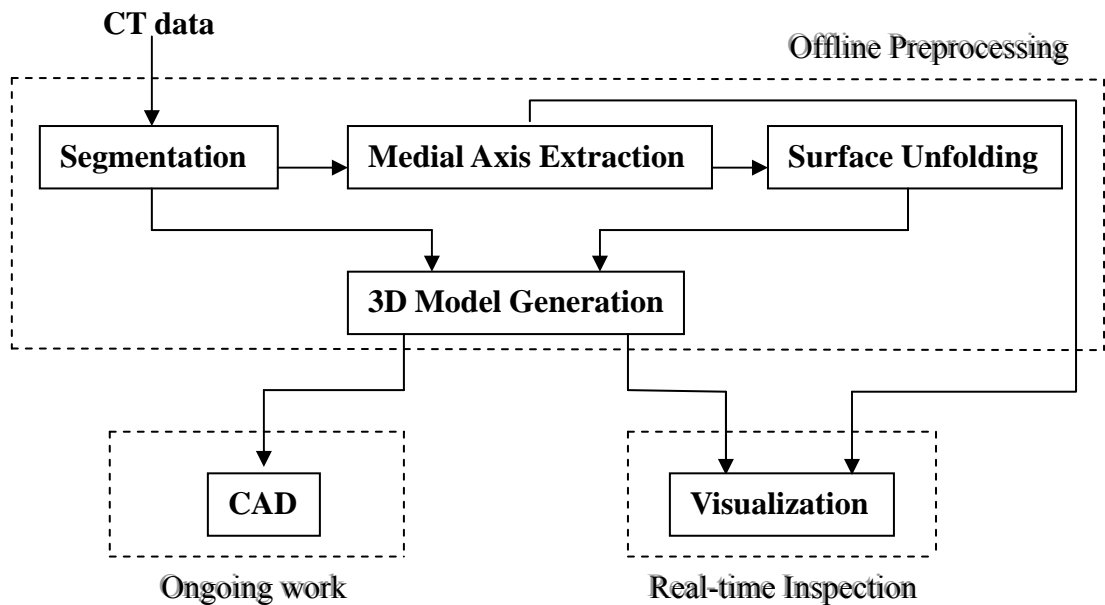 CT data
Offline Preprocessing
Segmentation
Medial Axis Extraction
Surface Unfolding
3D Model Generation
CAD
Visualization
Ongoing work
Real-time Inspection